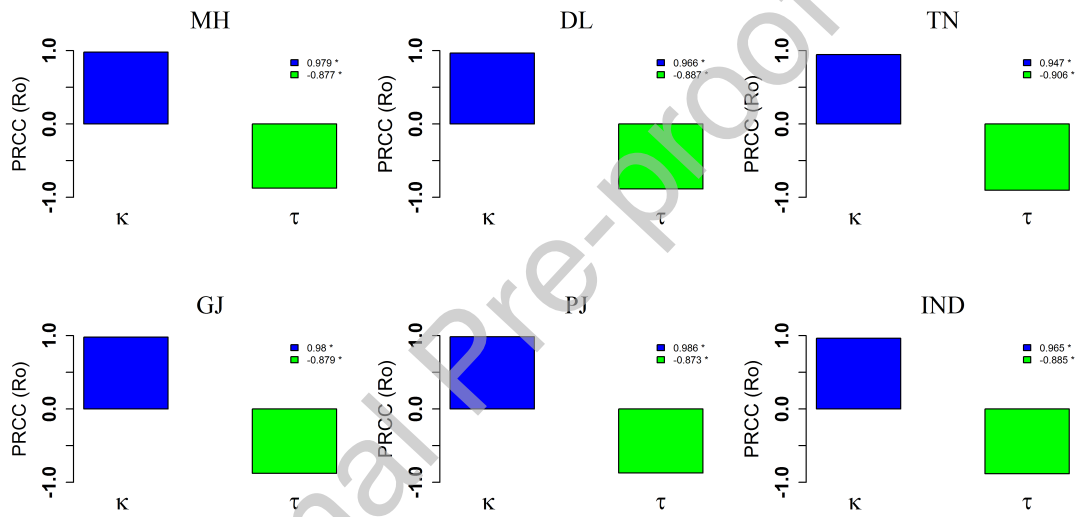 MH
PRCC (Ro)
1.0
0.0
-1.0
0.979 *
-0.877 *
κ
τ
DL
PRCC (Ro)
1.0
0.0
-1.0
0.966 *
-0.887 *
κ
τ
TN
PRCC (Ro)
1.0
0.0
-1.0
0.947 *
-0.906 *
κ
τ
GJ
PRCC (Ro)
1.0
0.0
-1.0
0.98 *
-0.879 *
κ
τ
PJ
PRCC (Ro)
1.0
0.0
-1.0
0.986 *
-0.873 *
κ
τ
IND
PRCC (Ro)
1.0
0.0
-1.0
0.965 *
-0.885 *
κ
τ
nal Pre-proof